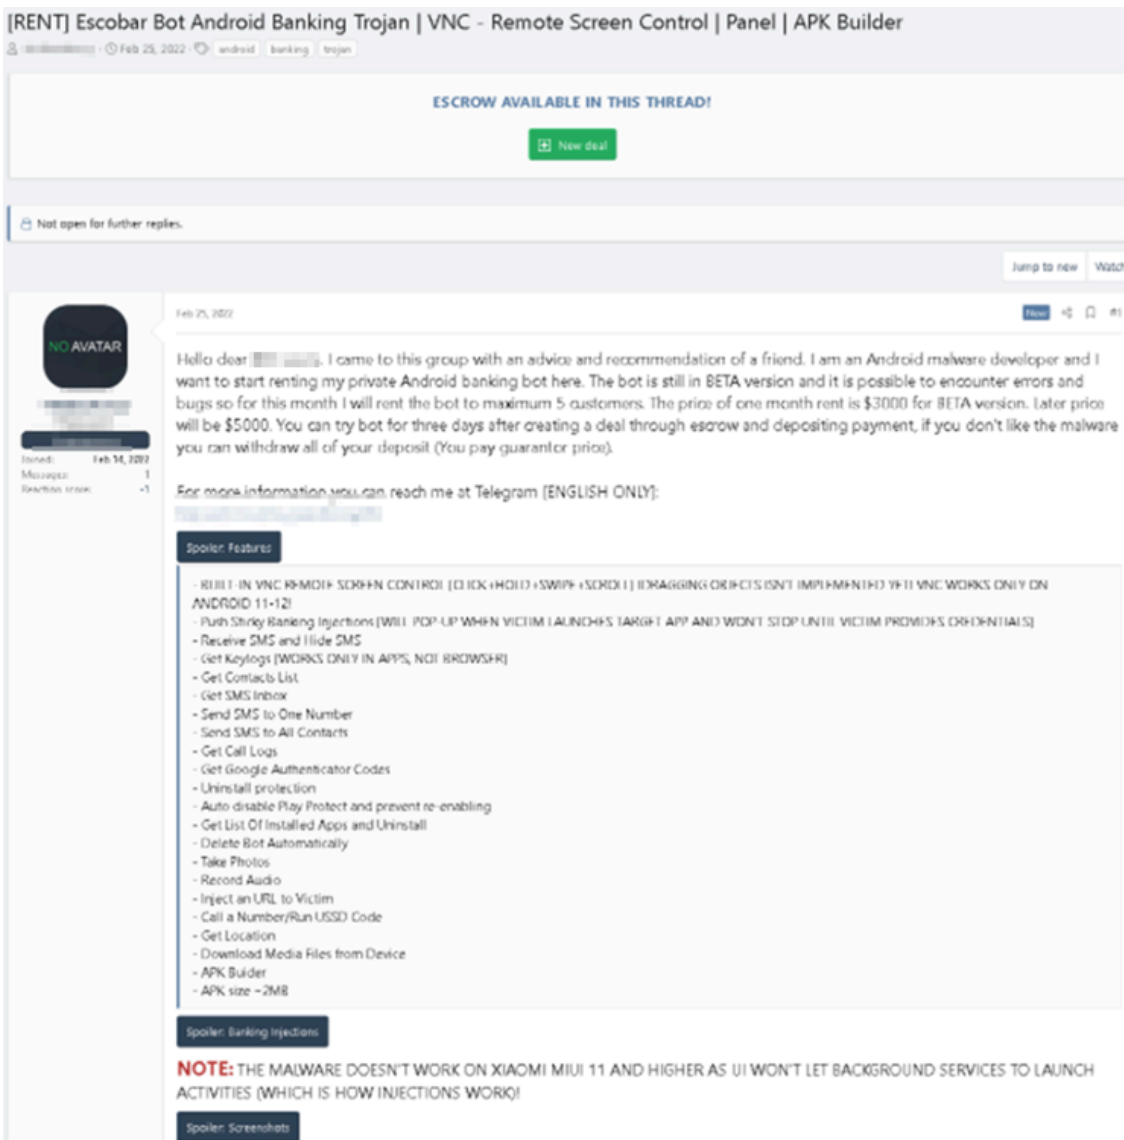 [RENT] Escobar Bot Android Banking Trojan | VNC - Remote Screen Control | Panel | APK Builder
Feb 25, 2022 · android banking trojan
ESCROW AVAILABLE IN THIS THREAD!
New deal
Not open for further replies.
Jump to new Watch
NO AVATAR
Joined: Feb 14, 2022
Messages: 1
Reaction score: -1
Feb 25, 2022
New #1
Hello dear . I came to this group with an advice and recommendation of a friend. I am an Android malware developer and I
want to start renting my private Android banking bot here. The bot is still in BETA version and it is possible to encounter errors and
bugs so for this month I will rent the bot to maximum 5 customers. The price of one month rent is $3000 for BETA version. Later price
will be $5000. You can try bot for three days after creating a deal through escrow and depositing payment, if you don't like the malware
you can withdraw all of your deposit (You pay guarantor price).
For more information you can reach me at Telegram [ENGLISH ONLY]:
Spoiler: Features
- BUILT-IN VNC REMOTE SCREEN CONTROL [CLICK+HOLD+SWIPE+SCROLL] [DRAGGING OBJECTS ISN'T IMPLEMENTED YET] VNC WORKS ONLY ON
ANDROID 11-12!
- Push Sticky Banking Injections [WILL POP-UP WHEN VICTIM LAUNCHES TARGET APP AND WON'T STOP UNTIL VICTIM PROVIDES CREDENTIALS]
- Receive SMS and Hide SMS
- Get Keylogs [WORKS ONLY IN APPS, NOT BROWSER]
- Get Contacts List
- Get SMS Inbox
- Send SMS to One Number
- Send SMS to All Contacts
- Get Call Logs
- Get Google Authenticator Codes
- Uninstall protection
- Auto disable Play Protect and prevent re-enabling
- Get List Of Installed Apps and Uninstall
- Delete Bot Automatically
- Take Photos
- Record Audio
- Inject an URL to Victim
- Call a Number/Run USSD Code
- Get Location
- Download Media Files from Device
- APK Buider
- APK size ~2MB
Spoiler: Banking Injections
NOTE: THE MALWARE DOESN'T WORK ON XIAOMI MIUI 11 AND HIGHER AS UI WON'T LET BACKGROUND SERVICES TO LAUNCH
ACTIVITIES (WHICH IS HOW INJECTIONS WORK)!
Spoiler: Screenshots